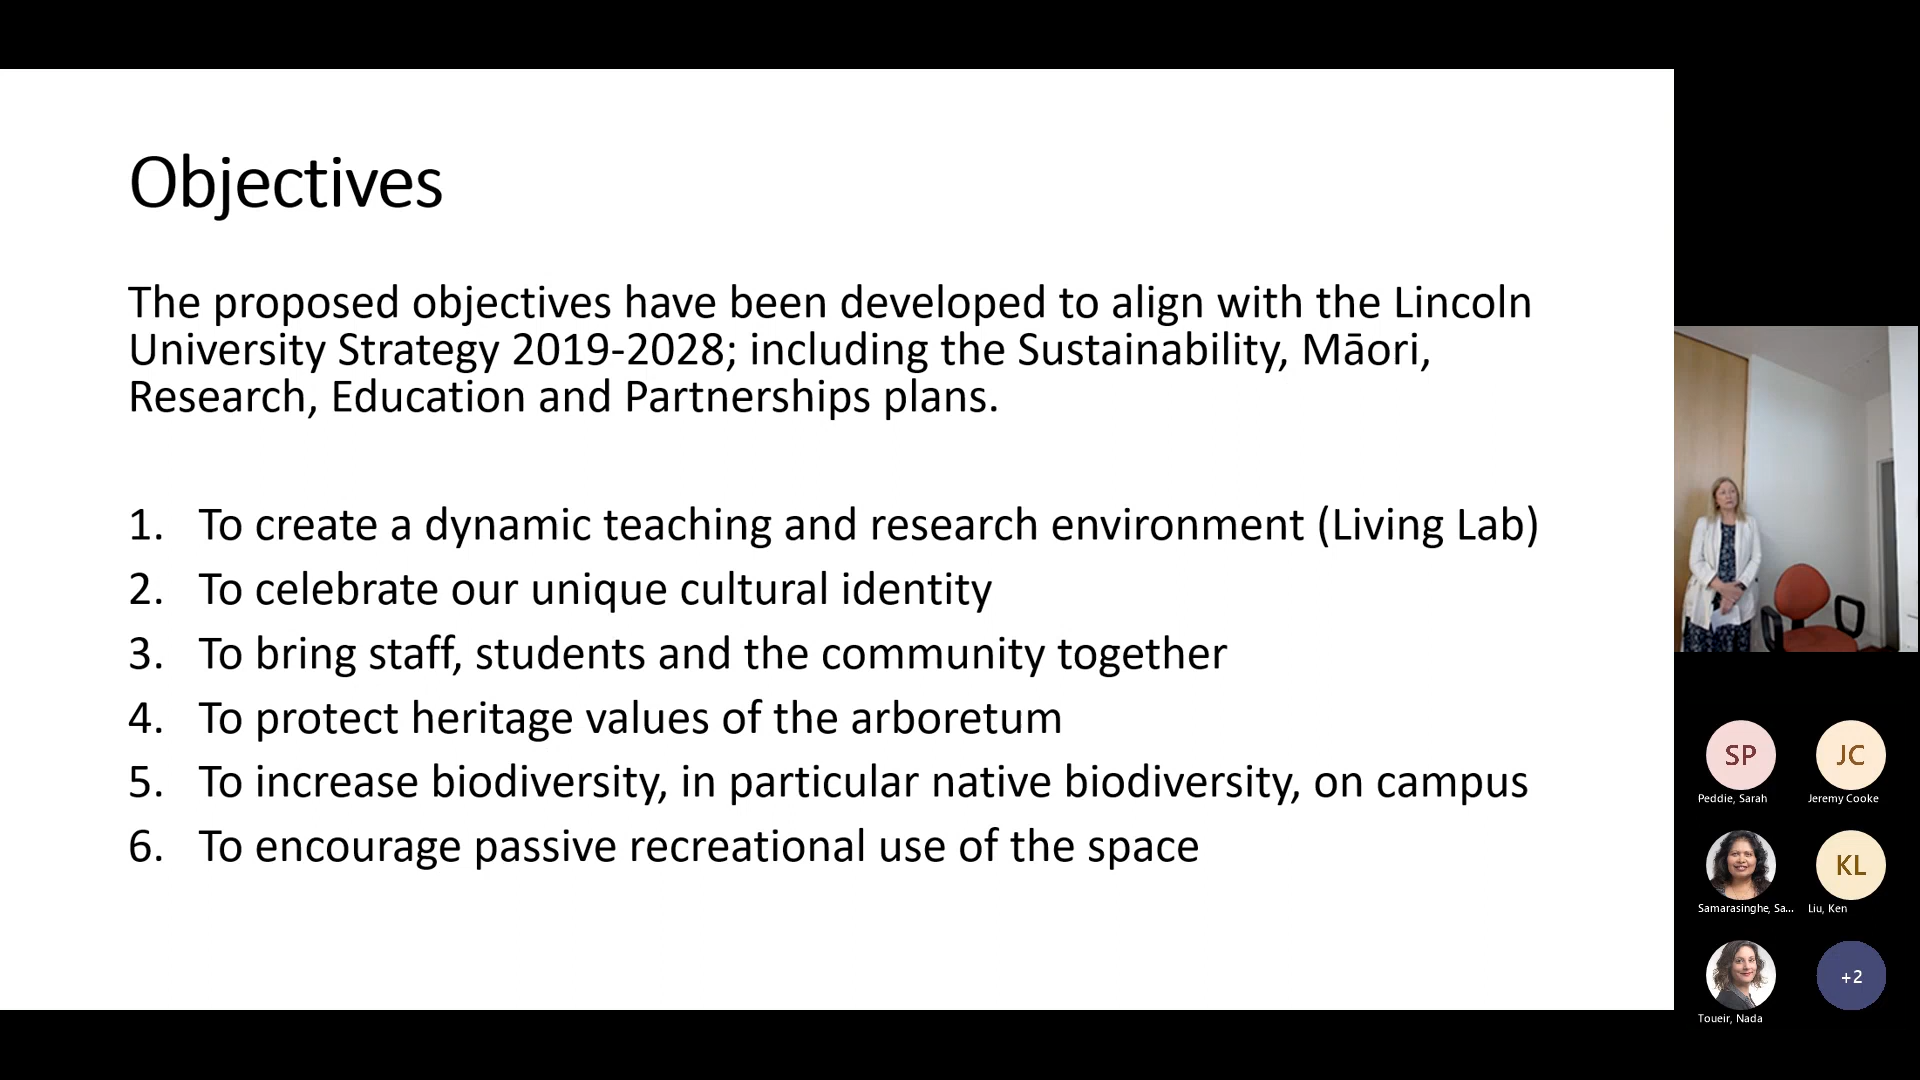 Objectives
The proposed objectives have been developed to align with the Lincoln
University Strategy 2019-2028; including the Sustainability, Māori,
Research, Education and Partnerships plans.
1. To create a dynamic teaching and research environment (Living Lab)
2. To celebrate our unique cultural identity
3. To bring staff, students and the community together
4. To protect heritage values of the arboretum
5. To increase biodiversity, in particular native biodiversity, on campus
6. To encourage passive recreational use of the space
SP
Peddie, Sarah
JC
Jeremy Cooke
Samarasinghe, Sa...
KL
Liu, Ken
Toueir, Nada
+2